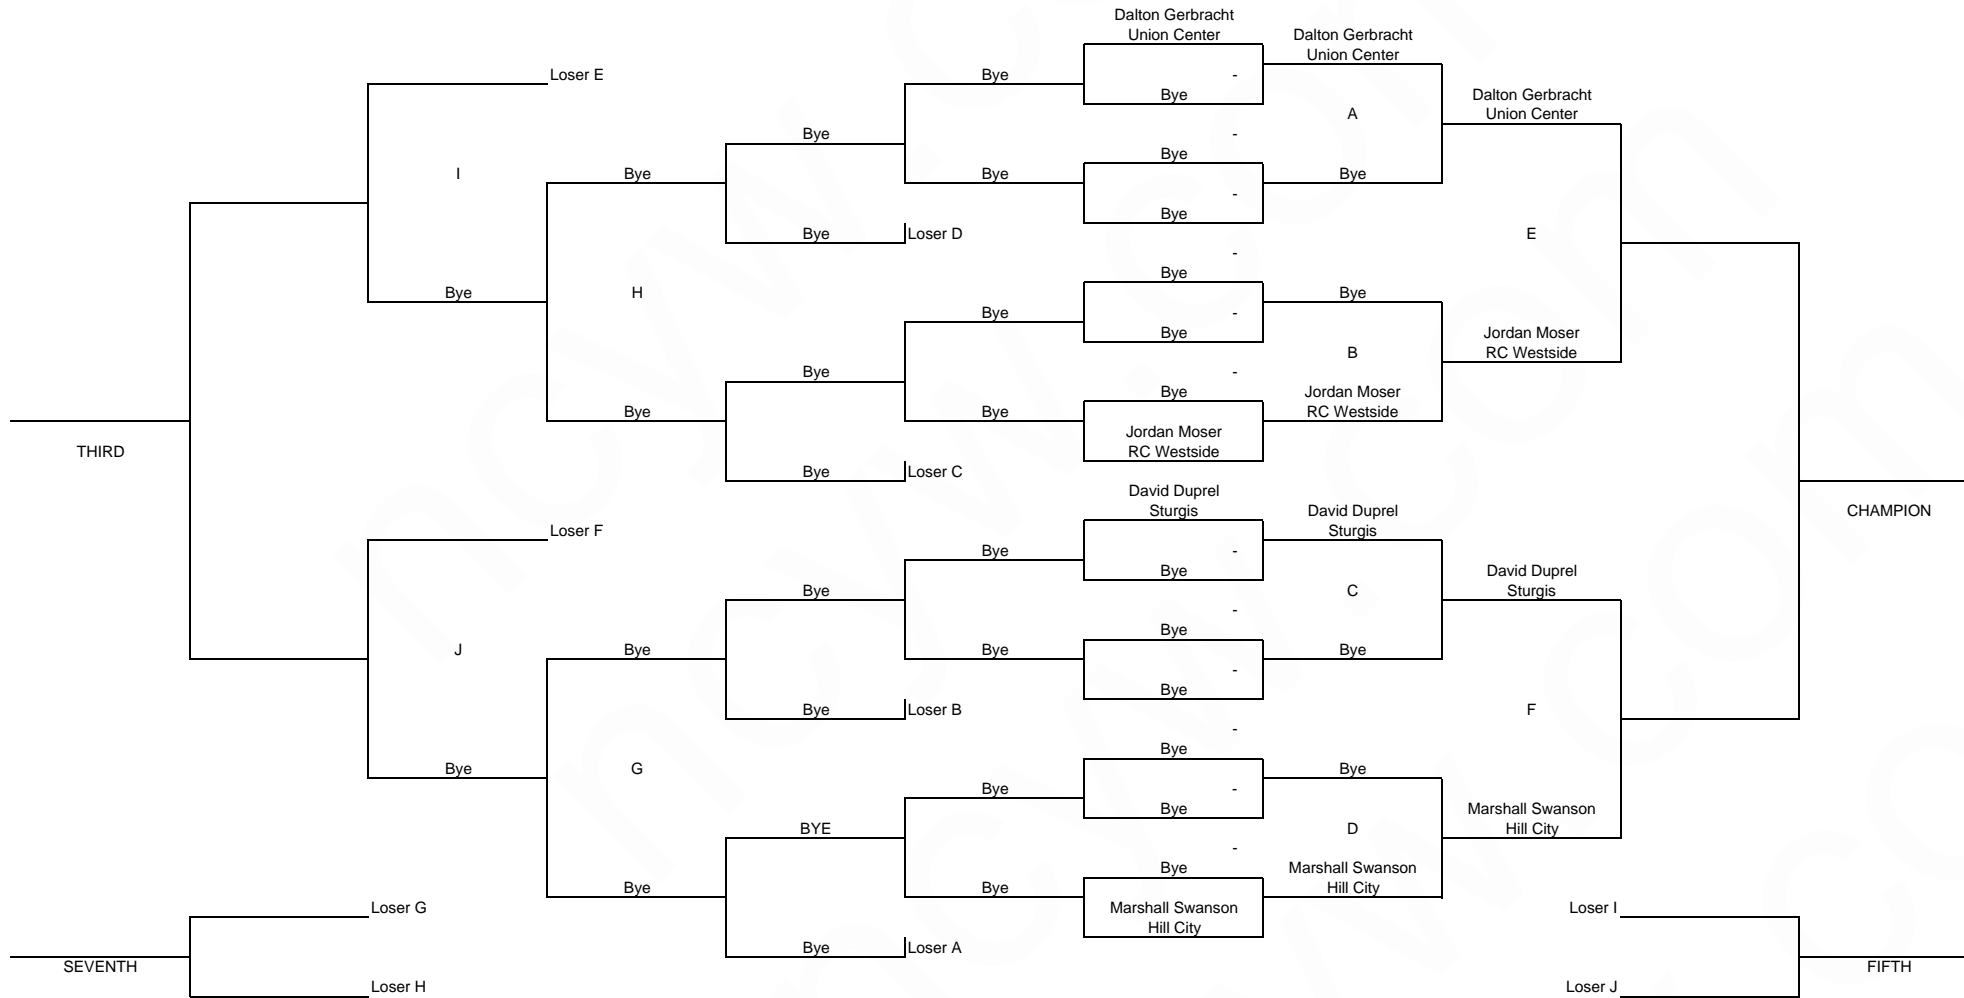 Dalton Gerbracht
Union Center
Dalton Gerbracht
Union Center
Loser E
Bye
-
Bye
Dalton Gerbracht
Union Center
A
Bye
-
Bye
I
Bye
Bye
Bye
-
Bye
Bye
Loser D
E
-
Bye
Bye
H
Bye
Bye
-
Bye
Jordan Moser
RC Westside
B
Bye
-
Bye
Jordan Moser
RC Westside
Bye
Bye
Jordan Moser
RC Westside
THIRD
Bye
Loser C
David Duprel
Sturgis
David Duprel
Sturgis
CHAMPION
Loser F
Bye
-
Bye
David Duprel
Sturgis
Bye
C
-
Bye
J
Bye
Bye
Bye
-
Bye
Bye
Loser B
F
-
Bye
Bye
G
Bye
Bye
-
Bye
Marshall Swanson
Hill City
BYE
D
-
Bye
Marshall Swanson
Hill City
Bye
Bye
Loser G
Marshall Swanson
Hill City
Loser I
Bye
Loser A
SEVENTH
FIFTH
Loser H
Loser J
ncyw.com